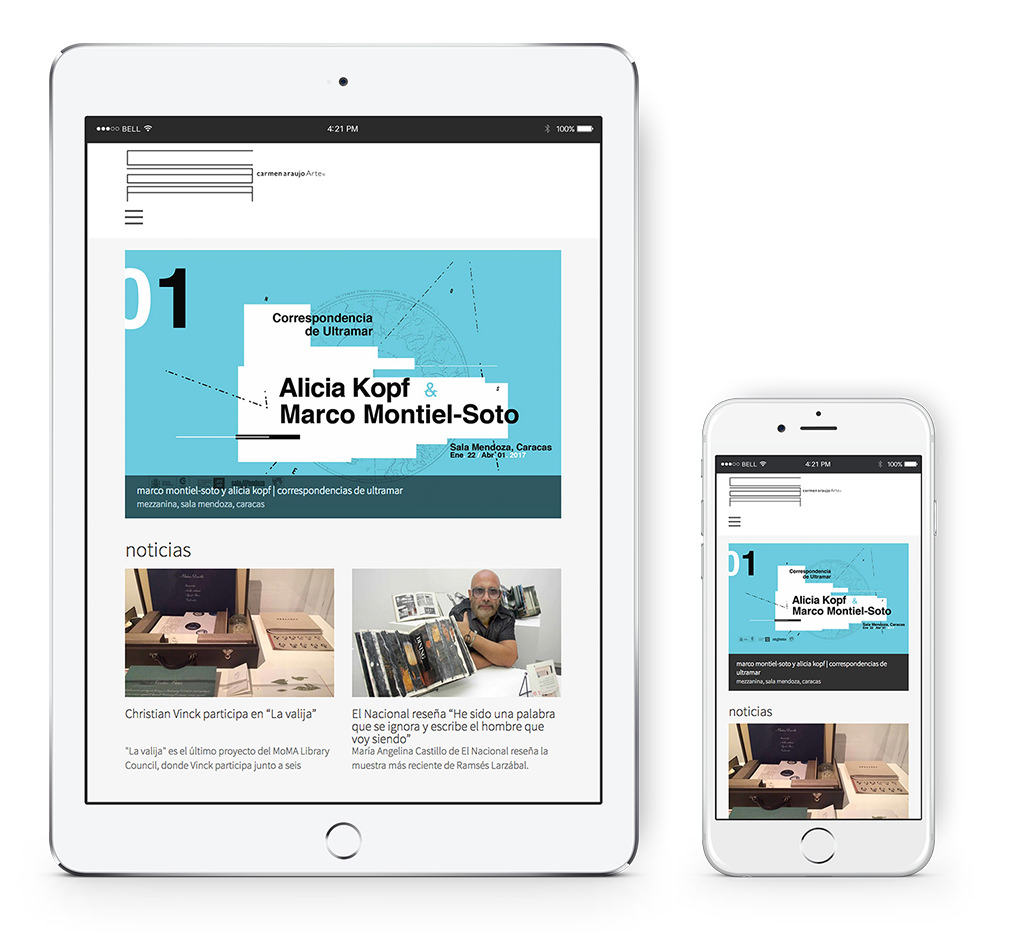 BELL
4:21 PM
100%
carmenaraujo Arte
01
N
O
S
E
Correspondencia
de Ultramar
Alicia Kopf &
Marco Montiel-Soto
Sala Mendoza, Caracas
Ene 22 / Abr 01 2017
marco montiel-soto y alicia kopf | correspondencias de ultramar
mezzanina, sala mendoza, caracas
noticias
Christian Vinck participa en “La valija”
"La valija" es el último proyecto del MoMA Library
Council, donde Vinck participa junto a seis
El Nacional reseña “He sido una palabra
que se ignora y escribe el hombre que
voy siendo”
María Angelina Castillo de El Nacional reseña la
muestra más reciente de Ramsés Larzábal.
BELL
4:21 PM
100%
carmenaraujo Arte
01
Correspondencia
de Ultramar
Alicia Kopf &
Marco Montiel-Soto
Sala Mendoza, Caracas
Ene 22 Abr 01
marco montiel-soto y alicia kopf | correspondencias de
ultramar
mezzanina, sala mendoza, caracas
noticias